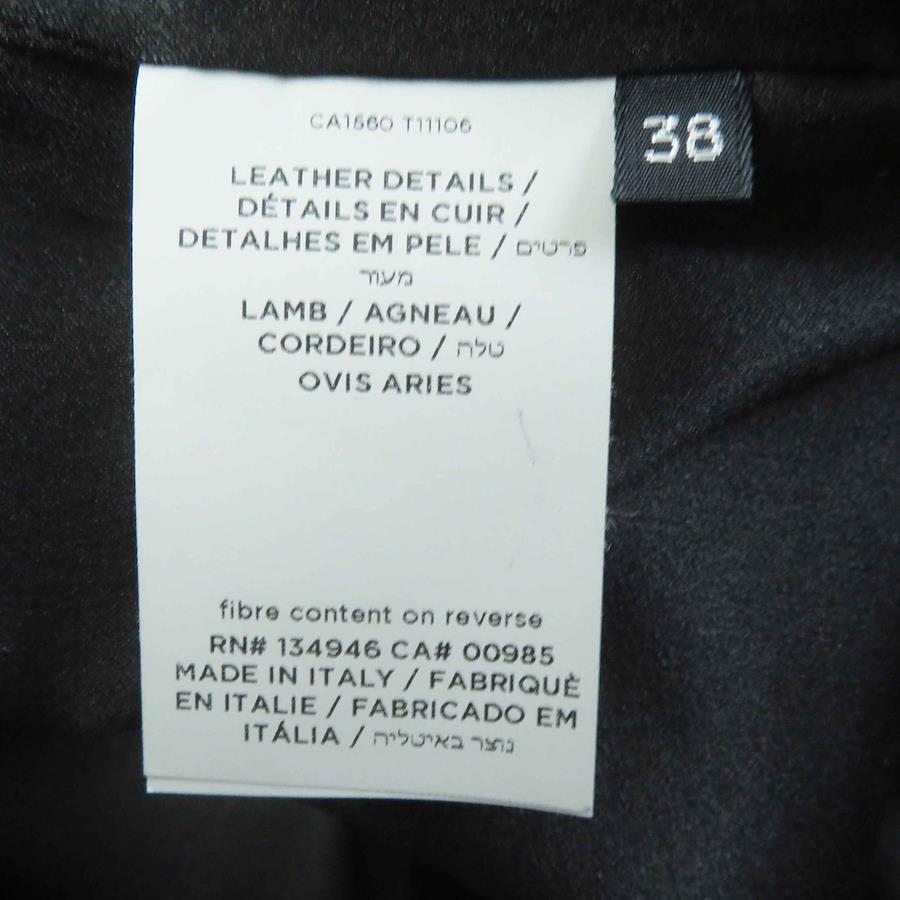 CA1560 T11106
38
LEATHER DETAILS /
DÉTAILS EN CUIR /
DETALHES EM PELE / פרטים
מעור
LAMB / AGNEAU /
CORDEIRO / טלה
OVIS ARIES
fibre content on reverse
RN# 134946 CA# 00985
MADE IN ITALY / FABRIQUÈ
EN ITALIE / FABRICADO EM
ITÁLIA / נוצר באיטליה